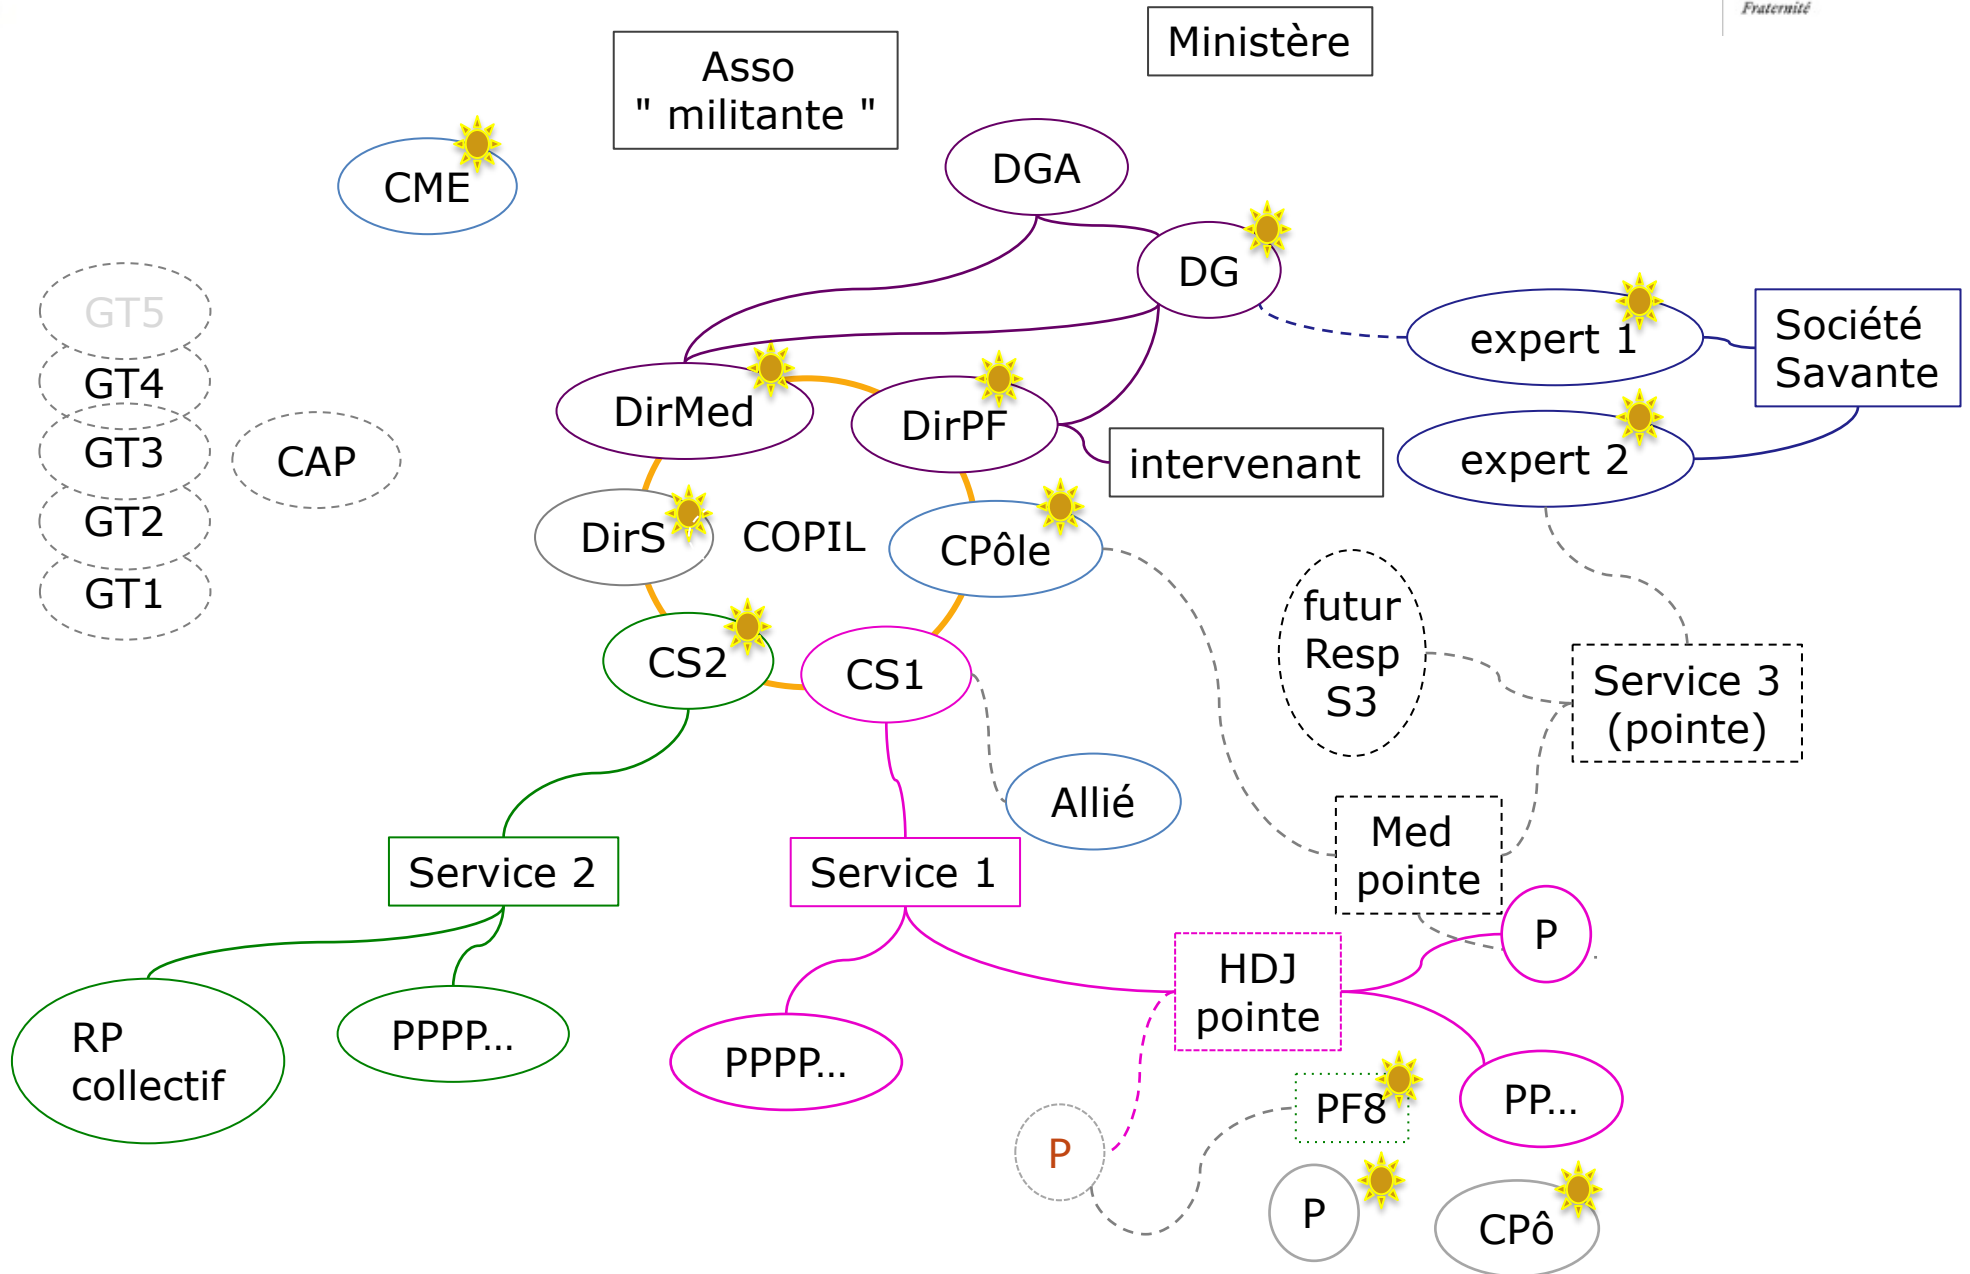 Fraternité
Ministère
Asso
" militante "
DGA
CME
DG
GT5
expert 1
Société
Savante
GT4
DirMed
DirPF
GT3
CAP
intervenant
expert 2
GT2
DirS
COPIL
CPôle
GT1
futur
Resp
S3
CS2
CS1
Service 3
(pointe)
Allié
Med
pointe
Service 2
Service 1
P
HDJ
pointe
RP
collectif
PPPP...
PPPP...
PF8
PP...
P
P
CPô